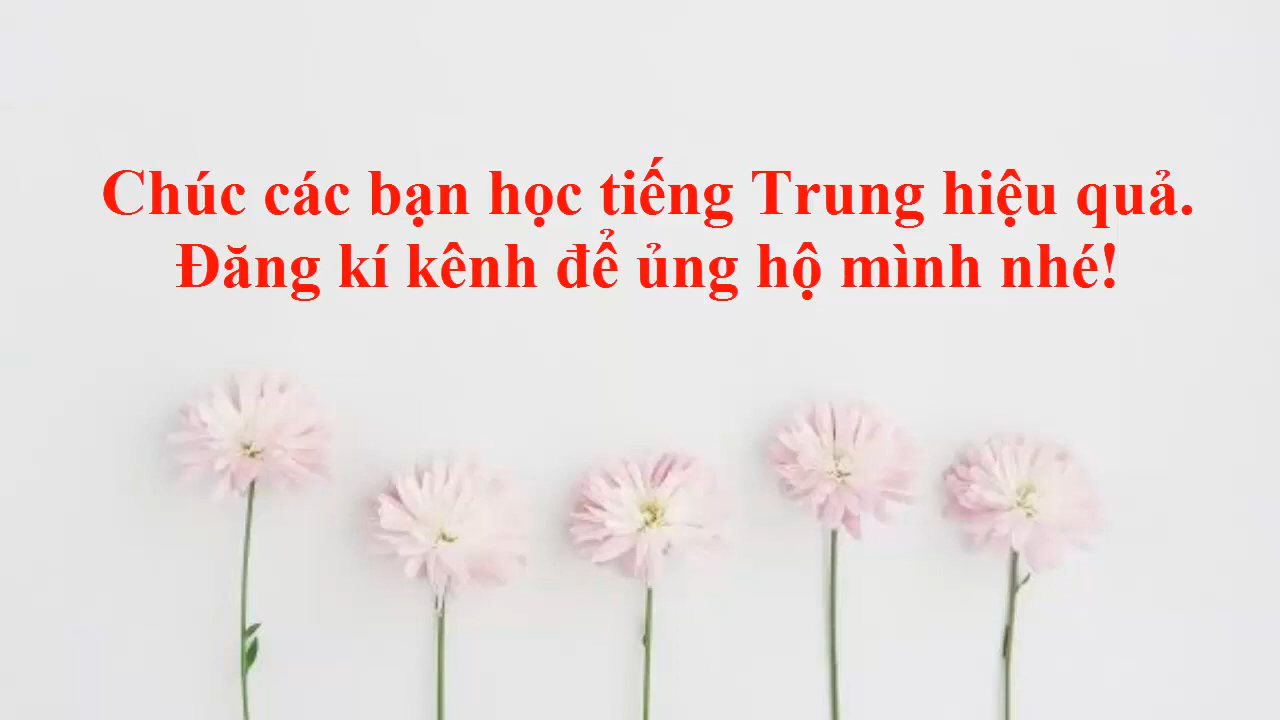 Chúc các bạn học tiếng Trung hiệu quả.
Đăng kí kênh để ủng hộ mình nhé!